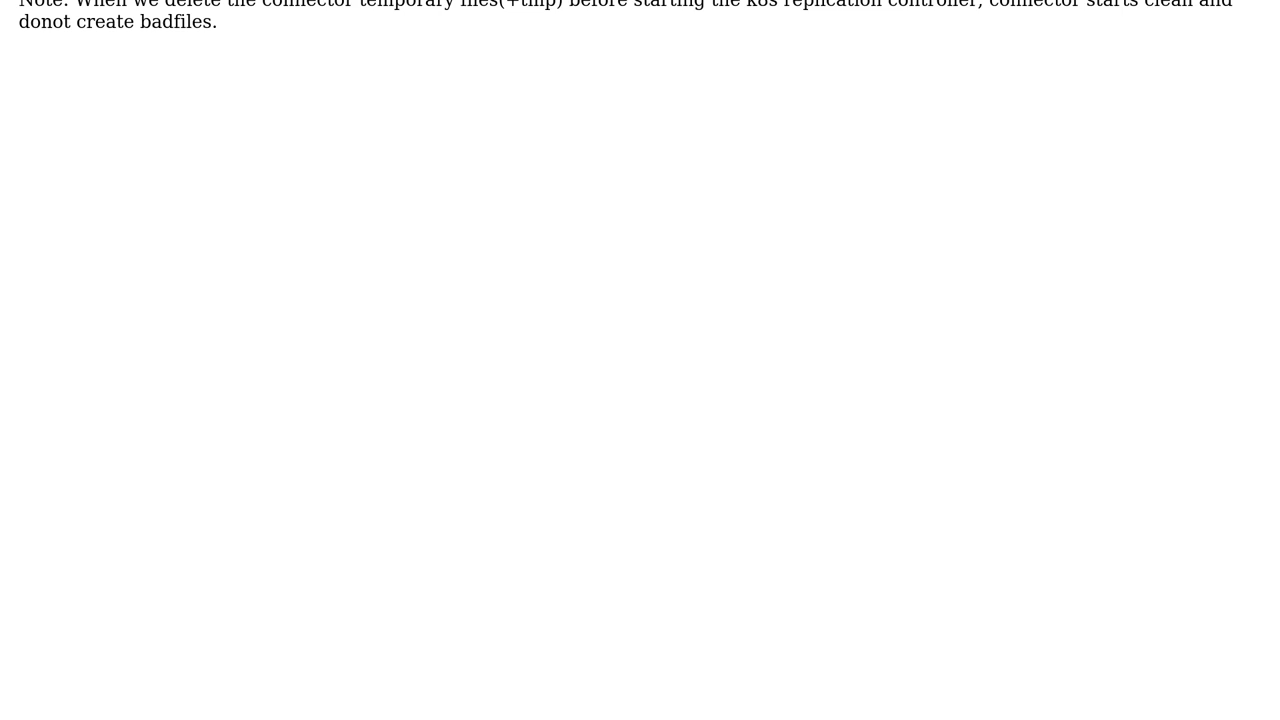 Note: When we delete the connector temporary files(+tmp) before starting the k8s replication controller, connector starts clean and
donot create badfiles.